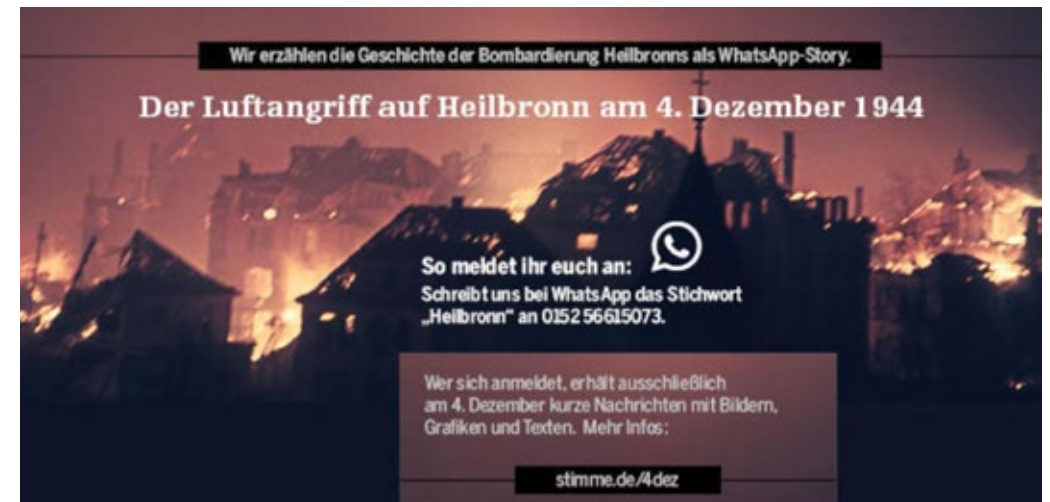 Wir erzählen die Geschichte der Bombardierung Heilbronns als WhatsApp-Story.
Der Luftangriff auf Heilbronn am 4. Dezember 1944
So meldet ihr euch an:
Schreibt uns bei WhatsApp das Stichwort
„Heilbronn“ an 0152 56615073.
Wer sich anmeldet, erhält ausschließlich
am 4. Dezember kurze Nachrichten mit Bildern,
Grafiken und Texten. Mehr Infos:
stimme.de/4dez